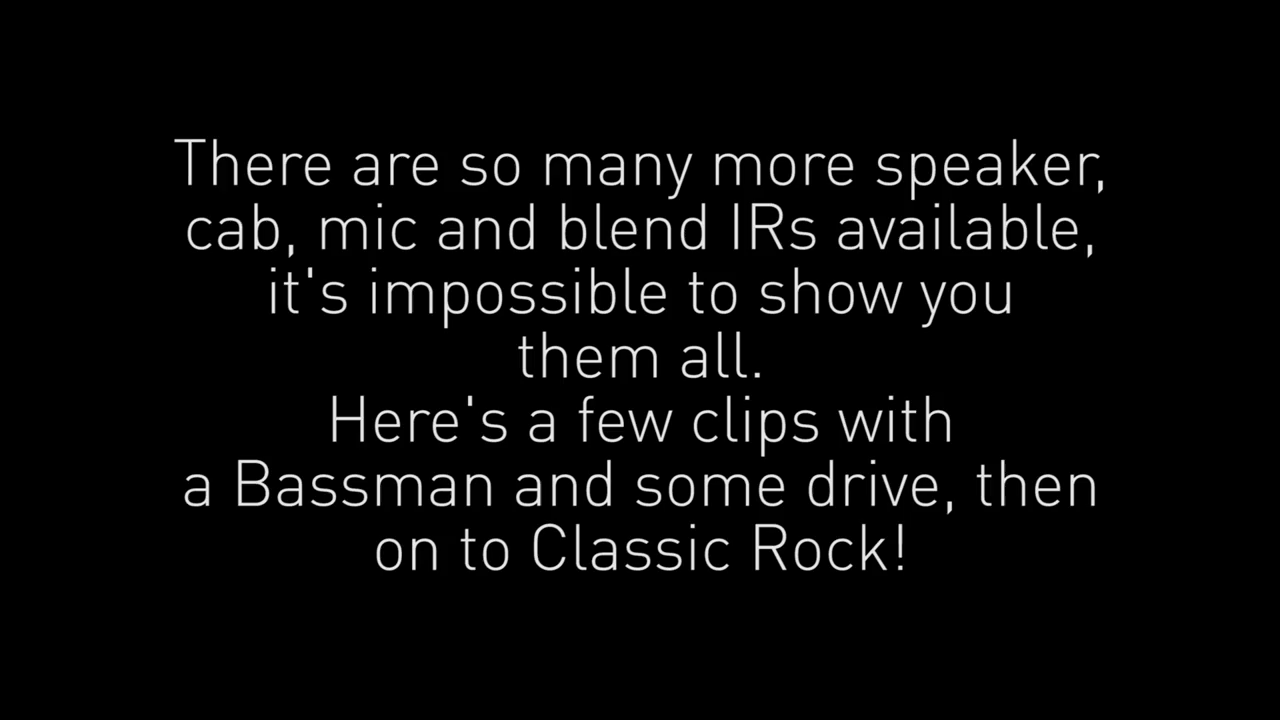 There are so many more speaker,
cab, mic and blend IRs available,
it's impossible to show you
them all.
Here's a few clips with
a Bassman and some drive, then
on to Classic Rock!